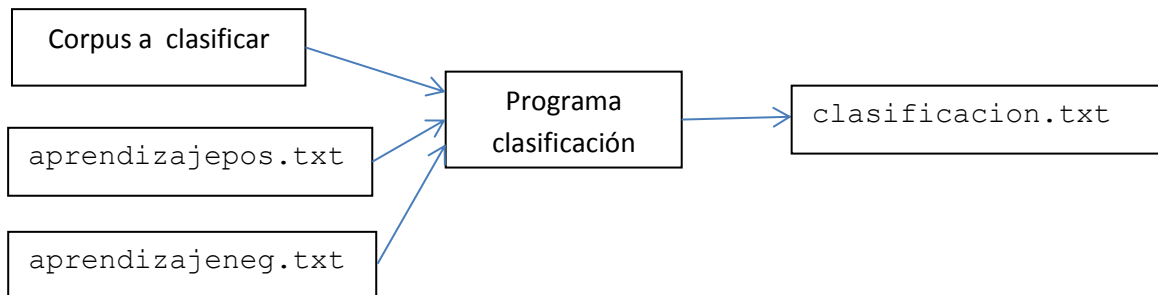 Corpus a clasificar
aprendizajepos.txt
aprendizajeneg.txt
Programa
clasificación
clasificacion.txt